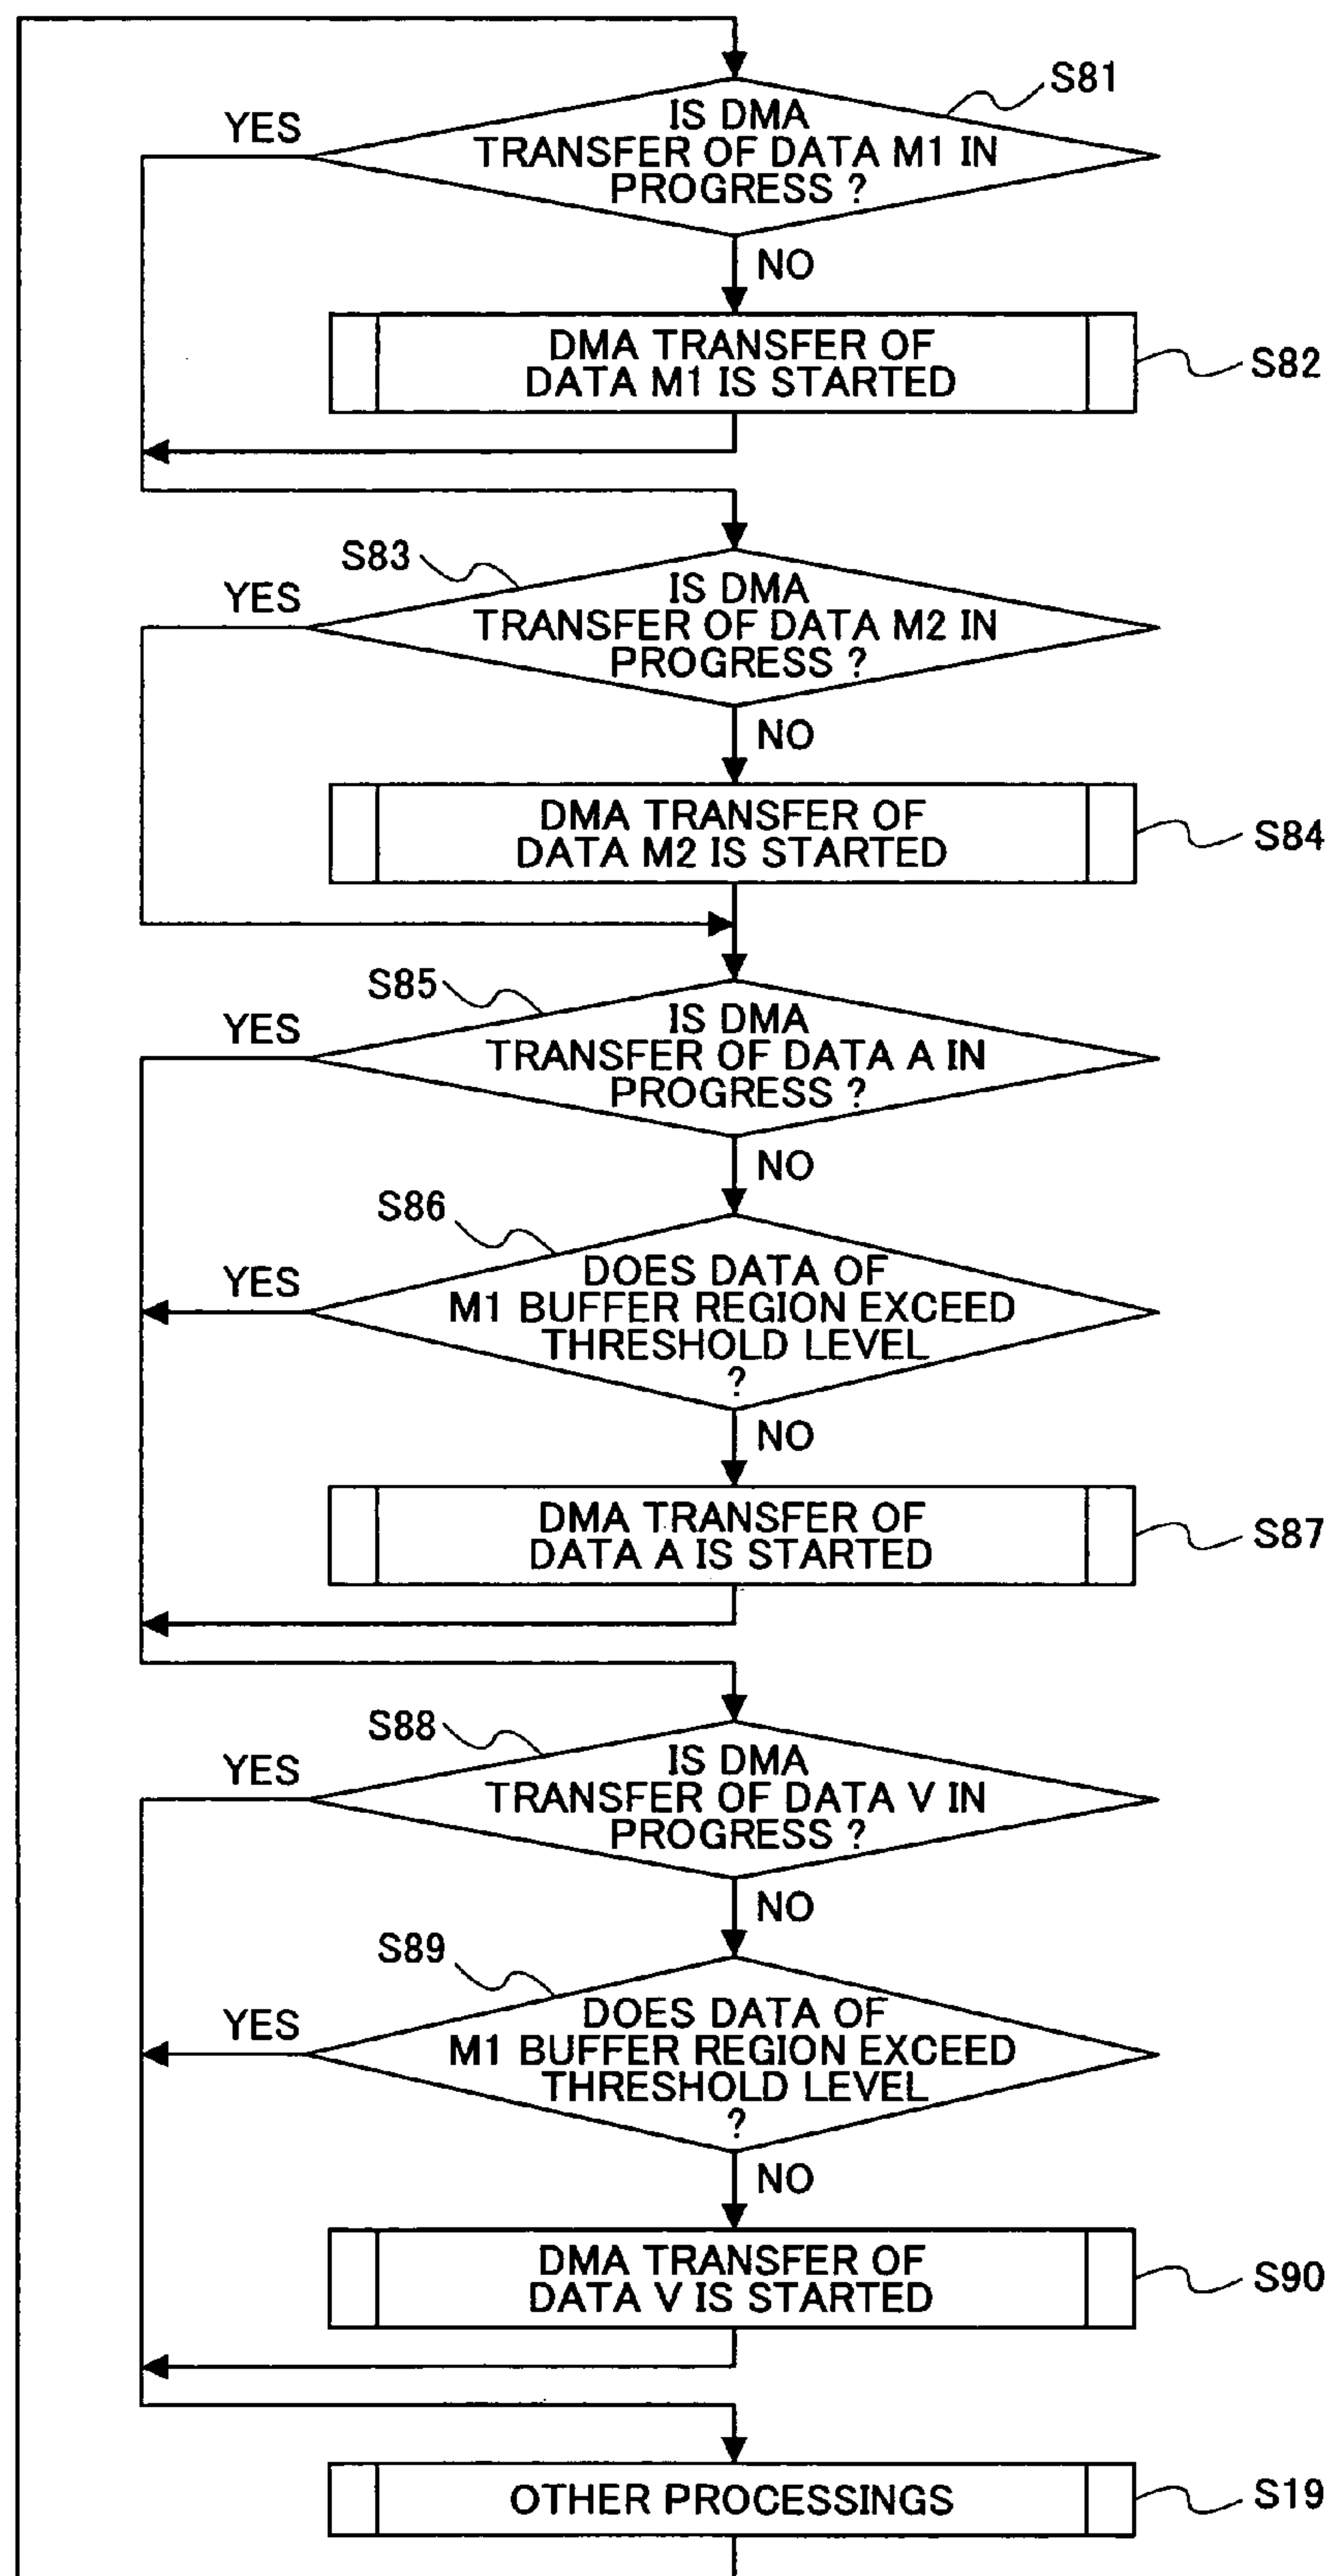 S81
IS DMA
YES
TRANSFER OF DATA M1 IN
PROGRESS ?
NO
DMA TRANSFER OF
DATA M1 IS STARTED
S82
S83
IS DMA
YES
TRANSFER OF DATA M2 IN
PROGRESS ?
NO
DMA TRANSFER OF
DATA M2 IS STARTED
S84
S85
IS DMA
YES
TRANSFER OF DATA A IN
PROGRESS ?
NO
S86
DOES DATA OF
YES
M1 BUFFER REGION EXCEED
THRESHOLD LEVEL
?
NO
DMA TRANSFER OF
DATA A IS STARTED
S87
S88
IS DMA
YES
TRANSFER OF DATA V IN
PROGRESS ?
NO
S89
DOES DATA OF
YES
M1 BUFFER REGION EXCEED
THRESHOLD LEVEL
?
NO
DMA TRANSFER OF
DATA V IS STARTED
S90
OTHER PROCESSINGS
S19